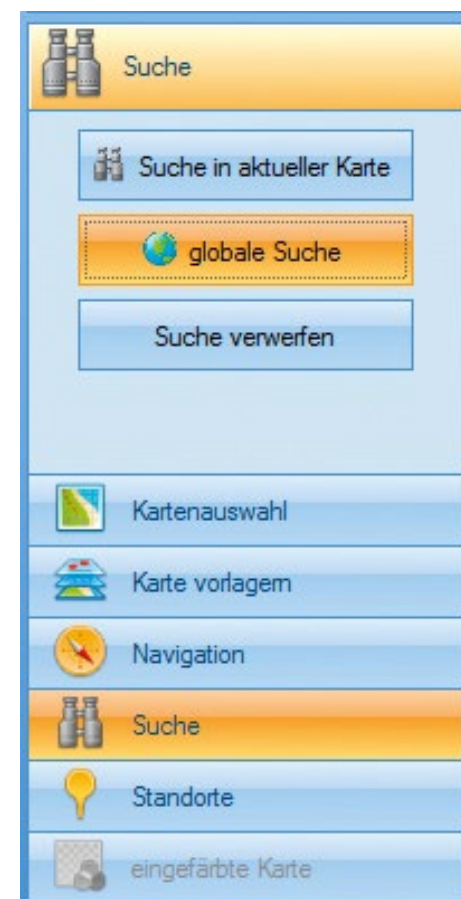 Suche
Suche in aktueller Karte
globale Suche
Suche verwerfen
Kartenauswahl
Karte vorlagern
Navigation
Suche
Standorte
eingefärbte Karte